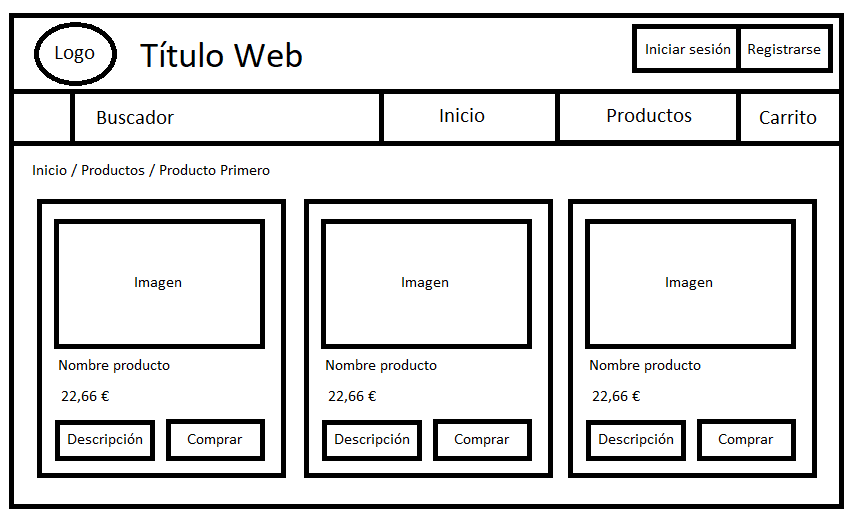 Logo
Título Web
Iniciar sesión
Registrarse
Buscador
Inicio
Productos
Carrito
Inicio / Productos / Producto Primero
Imagen
Nombre producto
22,66 €
Descripción
Comprar
Imagen
Nombre producto
22,66 €
Descripción
Comprar
Imagen
Nombre producto
22,66 €
Descripción
Comprar